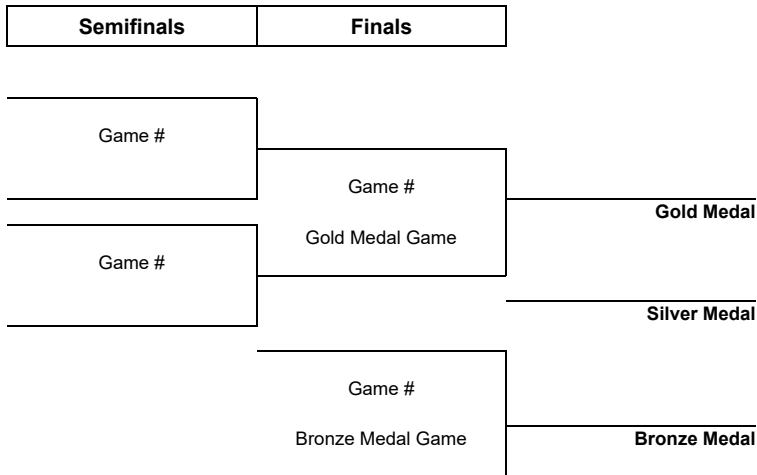 Semifinals Finals
Game #
Game #
Gold Medal
Gold Medal Game
Game #
Silver Medal
Game #
Bronze Medal Game Bronze Medal